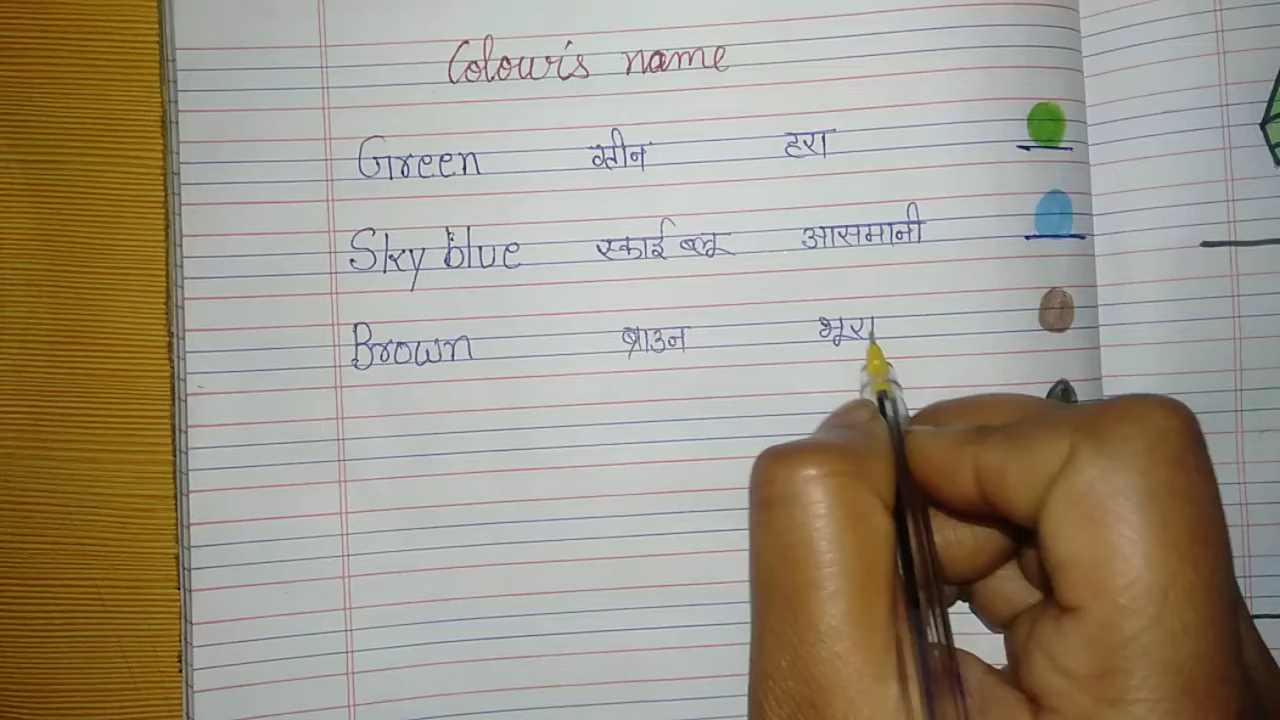 Colour's name
Green ग्रीन हरा
Sky blue स्काई ब्लू आसमानी
Brown ब्राउन भूरा